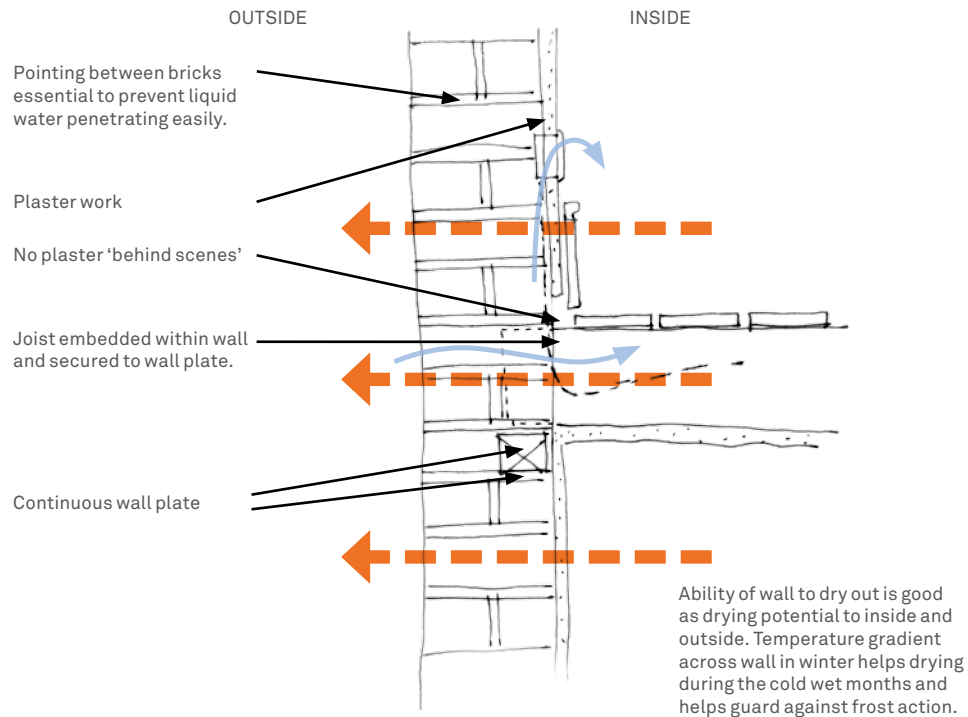 OUTSIDE
INSIDE
Pointing between bricks
essential to prevent liquid
water penetrating easily.
Plaster work
No plaster ‘behind scenes’
Joist embedded within wall
and secured to wall plate.
Continuous wall plate
Ability of wall to dry out is good
as drying potential to inside and
outside. Temperature gradient
across wall in winter helps drying
during the cold wet months and
helps guard against frost action.